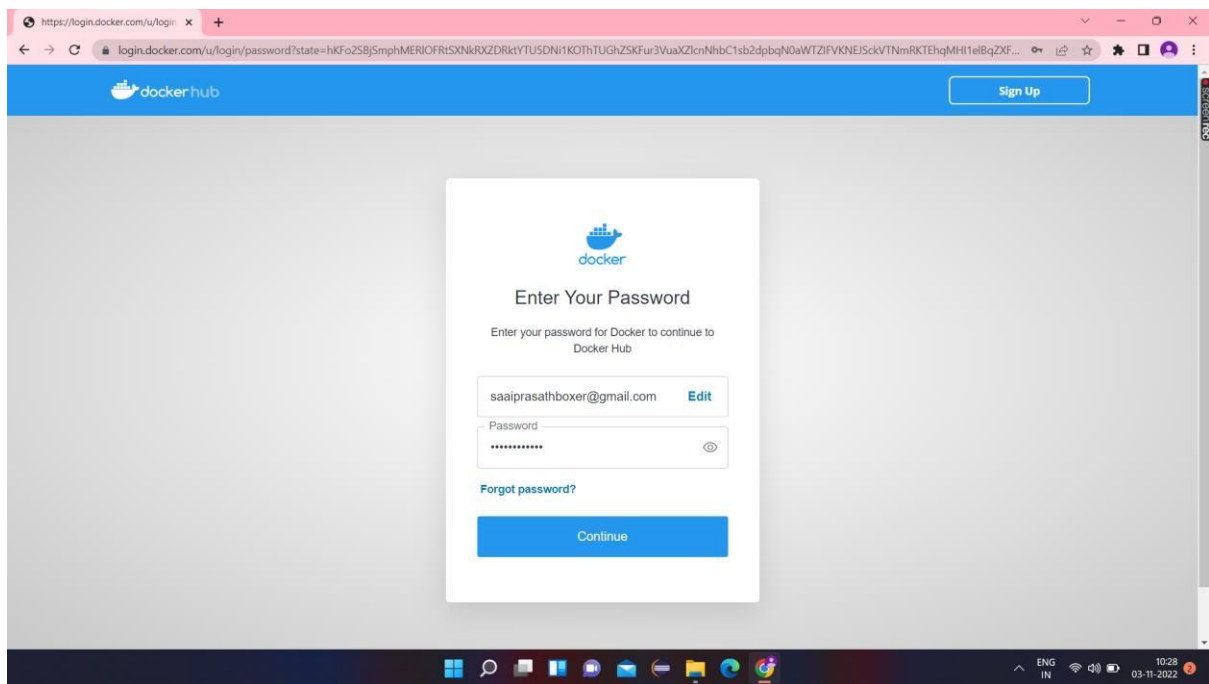 https://login.docker.com/u/login
login.docker.com/u/login/password?state=
dockerhub
Sign Up
screenrec
docker
Enter Your Password
Enter your password for Docker to continue to
Docker Hub
saaiprasathboxer@gmail.com Edit
Password
••••••••••••
Forgot password?
Continue
ENG
IN
10:28
03-11-2022
2